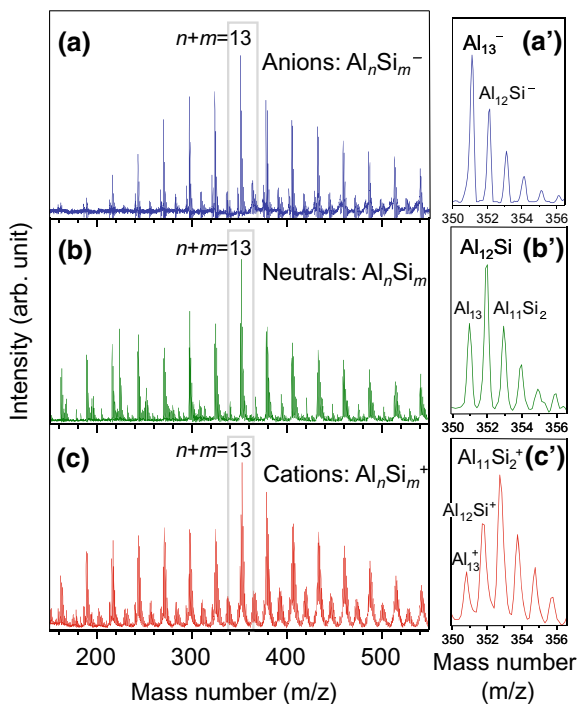 (a)
n+m=13
Anions: AlₙSiₘ⁻
(b)
n+m=13
Neutrals: AlₙSiₘ
(c)
n+m=13
Cations: AlₙSiₘ⁺
Intensity (arb. unit)
200 300 400 500
Mass number (m/z)
Al₁₃⁻ (a')
Al₁₂Si⁻
350 352 354 356
Al₁₂Si (b')
Al₁₃ Al₁₁Si₂
350 352 354 356
Al₁₁Si₂⁺ (c')
Al₁₂Si⁺
Al₁₃⁺
350 352 354 356
Mass number
(m/z)